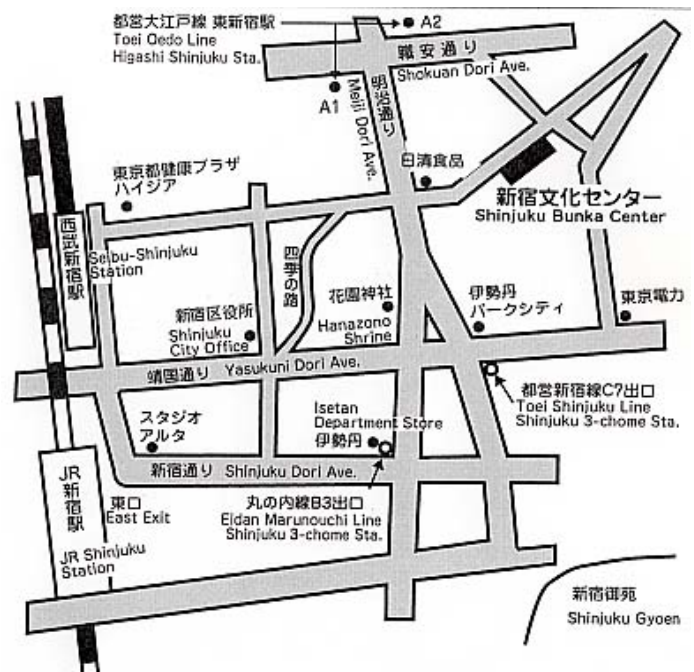 都営大江戸線 東新宿駅
Toei Oedo Line
Higashi Shinjuku Sta.
A2
A1
職安通り
Shokuan Dori Ave.
明治通り
Meiji Dori Ave.
日清食品
新宿文化センター
Shinjuku Bunka Center
東京都健康プラザ
ハイジア
西武新宿駅
Seibu-Shinjuku
Station
四季の路
新宿区役所
Shinjuku
City Office
花園神社
Hanazono
Shrine
伊勢丹
パークシティ
東京電力
靖国通り Yasukuni Dori Ave.
都営新宿線C7出口
Toei Shinjuku Line
Shinjuku 3-chome Sta.
スタジオ
アルタ
Isetan
Department Store
伊勢丹
新宿通り Shinjuku Dori Ave.
丸の内線B3出口
Eidan Marunouchi Line
Shinjuku 3-chome Sta.
JR新宿駅
JR Shinjuku
Station
東口
East Exit
新宿御苑
Shinjuku Gyoen